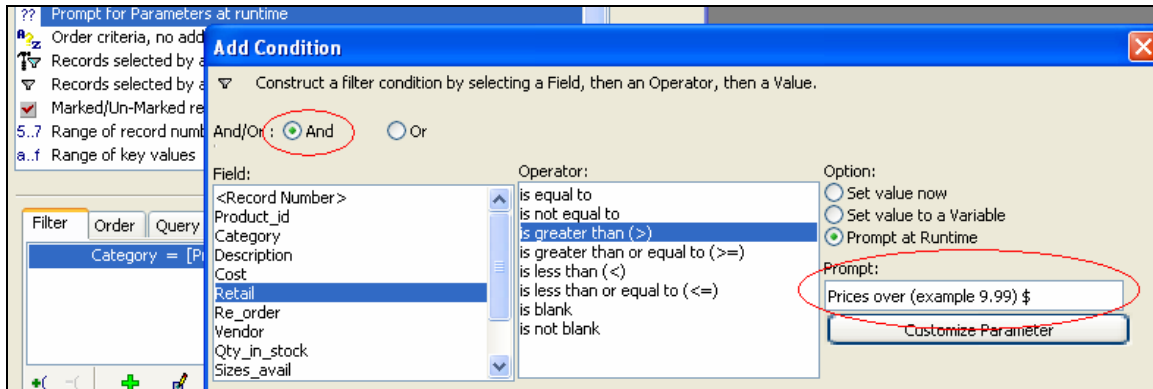 ?? Prompt for Parameters at runtime
A?z Order criteria, no add
Records selected by a
Records selected by a
Marked/Un-Marked re
5..7 Range of record numb
a..f Range of key values
Filter Order Query
Category = [P
Add Condition
Construct a filter condition by selecting a Field, then an Operator, then a Value.
And/Or : And Or
Field:
<Record Number>
Product_id
Category
Description
Cost
Retail
Re_order
Vendor
Qty_in_stock
Sizes_avail
Operator:
is equal to
is not equal to
is greater than (>)
is greater than or equal to (>=)
is less than (<)
is less than or equal to (<=)
is blank
is not blank
Option:
Set value now
Set value to a Variable
Prompt at Runtime
Prompt:
Prices over (example 9.99) $
Customize Parameter